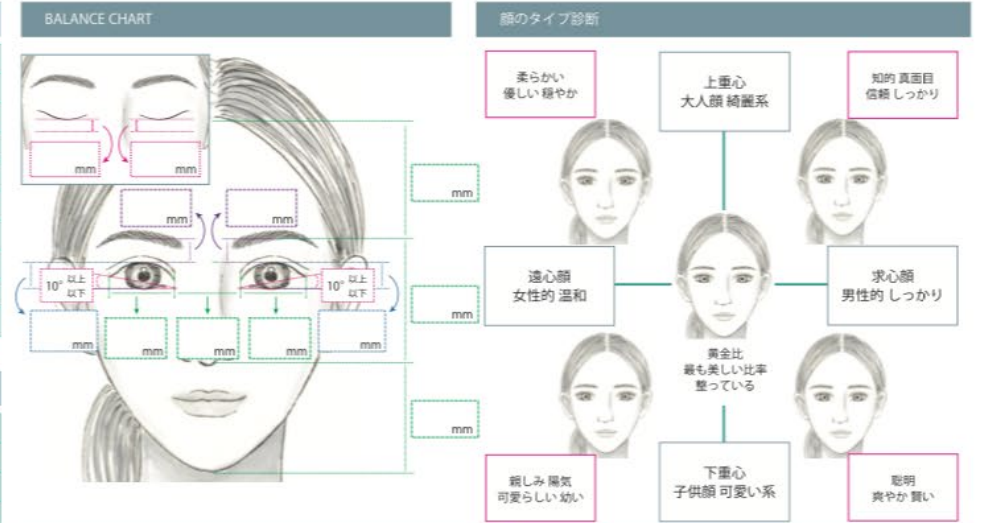 BALANCE CHART
mm
mm
mm
mm
mm
10° 以上
以下
10° 以上
以下
mm
mm
mm
mm
mm
mm
mm
顔のタイプ診断
柔らかい
優しい 穏やか
上重心
大人顔 綺麗系
知的 真面目
信頼 しっかり
遠心顔
女性的 温和
求心顔
男性的 しっかり
黄金比
最も美しい比率
整っている
親しみ 陽気
可愛らしい 幼い
下重心
子供顔 可愛い系
聡明
爽やか 賢い